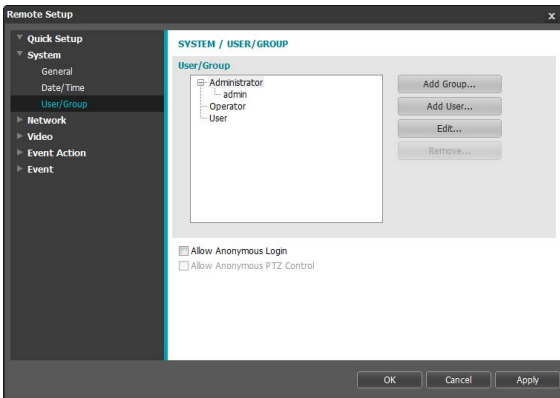 Remote Setup
x
Quick Setup
System
General
Date/Time
User/Group
Network
Video
Event Action
Event
SYSTEM / USER/GROUP
User/Group
Administrator
admin
Operator
User
Add Group...
Add User...
Edit...
Remove...
Allow Anonymous Login
Allow Anonymous PTZ Control
OK
Cancel
Apply